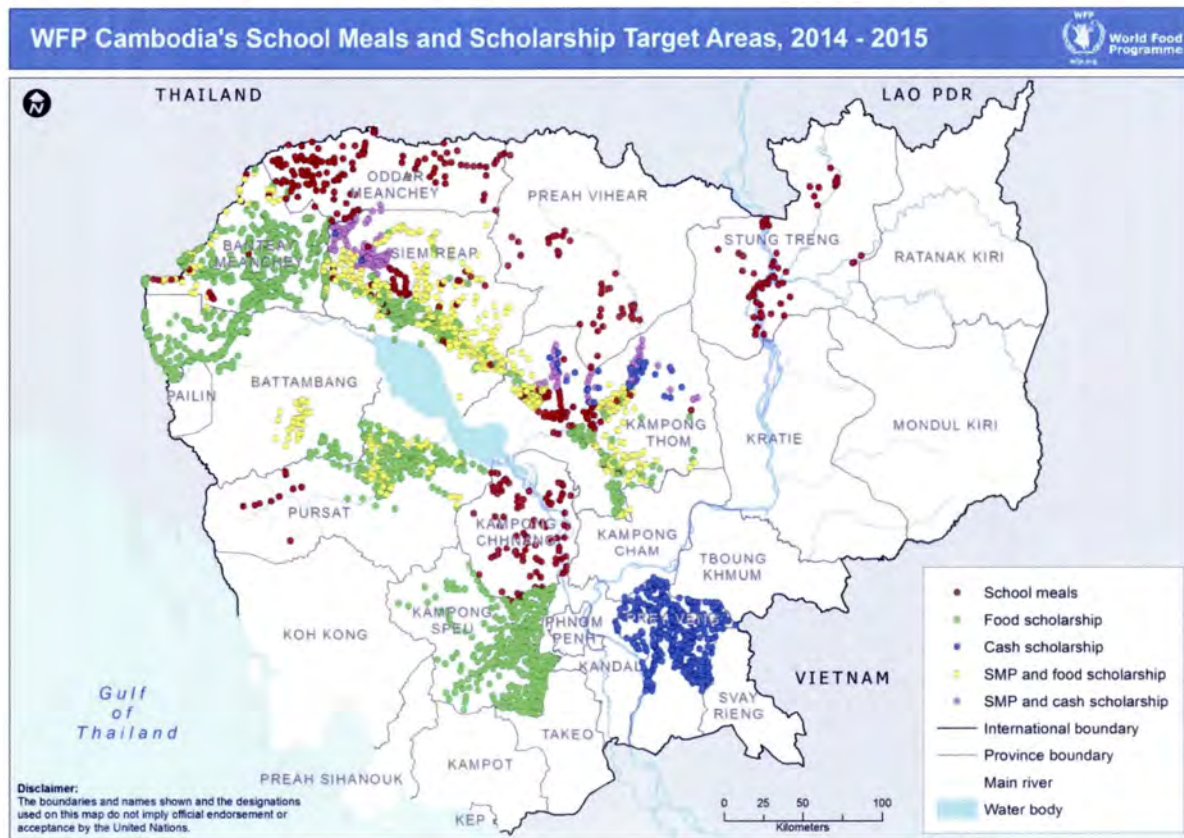 WFP Cambodia's School Meals and Scholarship Target Areas, 2014 - 2015
WFP
World Food
Programme
wfp.org
N
THAILAND
LAO PDR
ODDAR
MEANCHEY
PREAH VIHEAR
STUNG TRENG
RATANAK KIRI
BANTEAY
MEANCHEY
SIEM REAP
BATTAMBANG
PAILIN
KAMPONG
THOM
KRATIE
MONDUL KIRI
PURSAT
KAMPONG
CHHNANG
KAMPONG
CHAM
TBOUNG
KHMUM
KAMPONG
SPEU
PHNOM
PENH
PREY VENG
KOH KONG
KANDAL
VIETNAM
SVAY
RIENG
Gulf
of
Thailand
TAKEO
KAMPOT
PREAH SIHANOUK
KEP
School meals
Food scholarship
Cash scholarship
SMP and food scholarship
SMP and cash scholarship
International boundary
Province boundary
Main river
Water body
Disclaimer:
The boundaries and names shown and the designations
used on this map do not imply official endorsement or
acceptance by the United Nations.
0 25 50 100
Kilometers